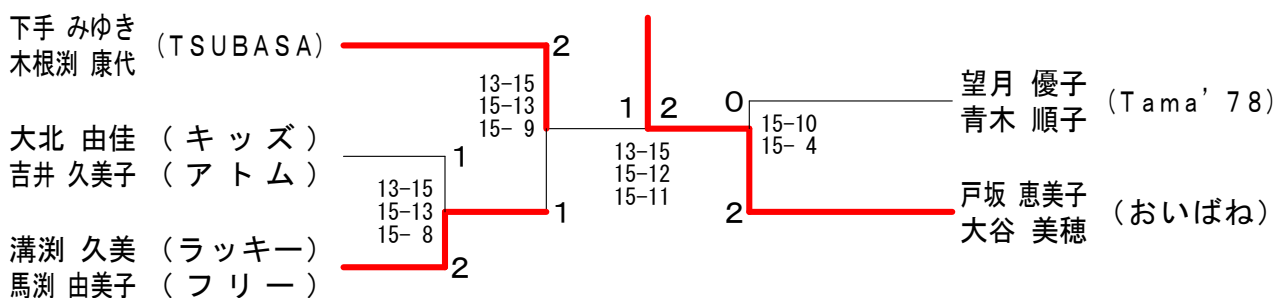 下手 みゆき
木根渕 康代
(TSUBASA)
2
13-15
15-13
15- 9
大北 由佳 (キッズ)
吉井 久美子 (アトム)
1
13-15
15-13
15- 8
1
溝渕 久美 (ラッキー)
馬渕 由美子 (フリー)
2
1 2
13-15
15-12
15-11
0
15-10
15- 4
2
望月 優子
青木 順子
(Tama'78)
戸坂 恵美子
大谷 美穂
(おいばね)